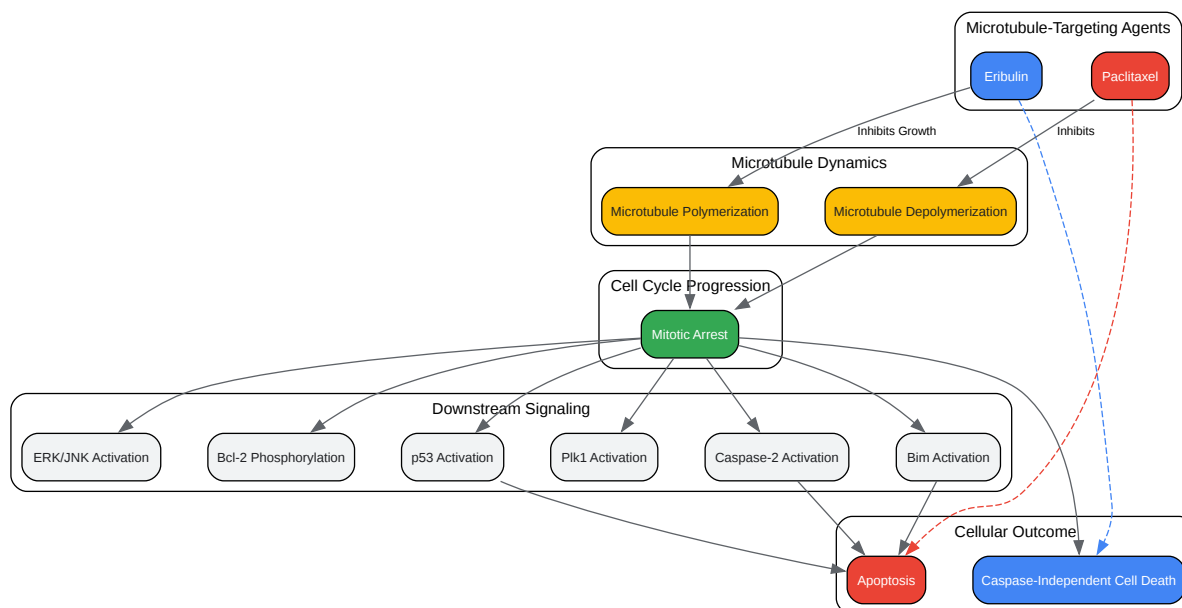 Microtubule-Targeting Agents
Eribulin
Paclitaxel
Inhibits Growth
Inhibits
Microtubule Dynamics
Microtubule Polymerization
Microtubule Depolymerization
Cell Cycle Progression
Mitotic Arrest
Downstream Signaling
ERK/JNK Activation
Bcl-2 Phosphorylation
p53 Activation
Plk1 Activation
Caspase-2 Activation
Bim Activation
Cellular Outcome
Apoptosis
Caspase-Independent Cell Death